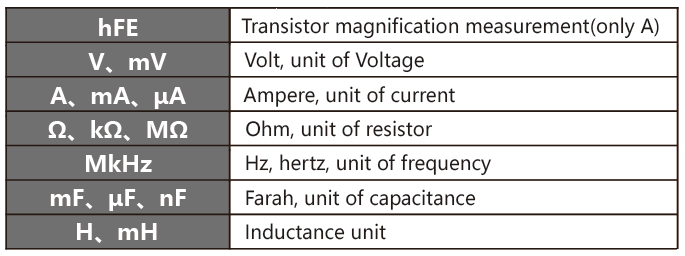 hFE Transistor magnification measurement(only A)
V、mV Volt, unit of Voltage
A、mA、μA Ampere, unit of current
Ω、kΩ、MΩ Ohm, unit of resistor
MkHz Hz, hertz, unit of frequency
mF、μF、nF Farah, unit of capacitance
H、mH Inductance unit